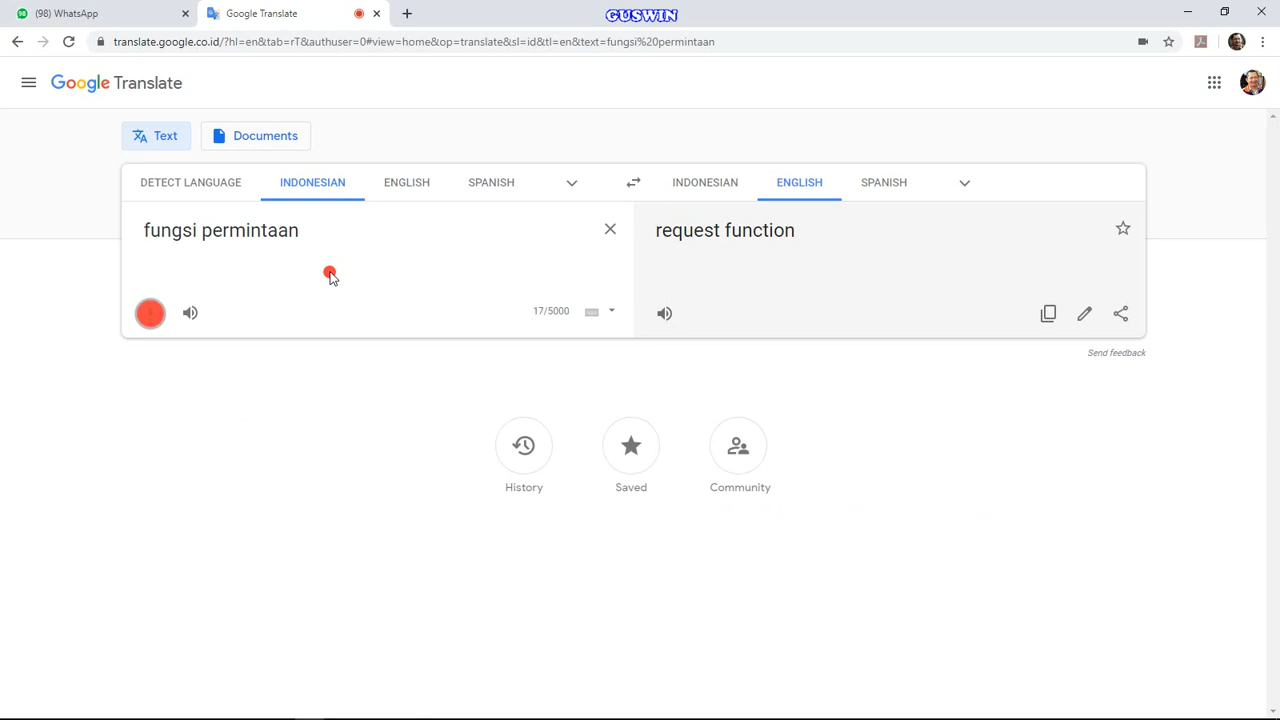 (98) WhatsApp
Google Translate
GUSWIN
translate.google.co.id/?hl=en&tab=rT&authuser=0#view=home&op=translate&sl=id&tl=en&text=fungsi%20permintaan
Google Translate
Text
Documents
DETECT LANGUAGE INDONESIAN ENGLISH SPANISH INDONESIAN ENGLISH SPANISH
fungsi permintaan
request function
17/5000
Send feedback
History
Saved
Community